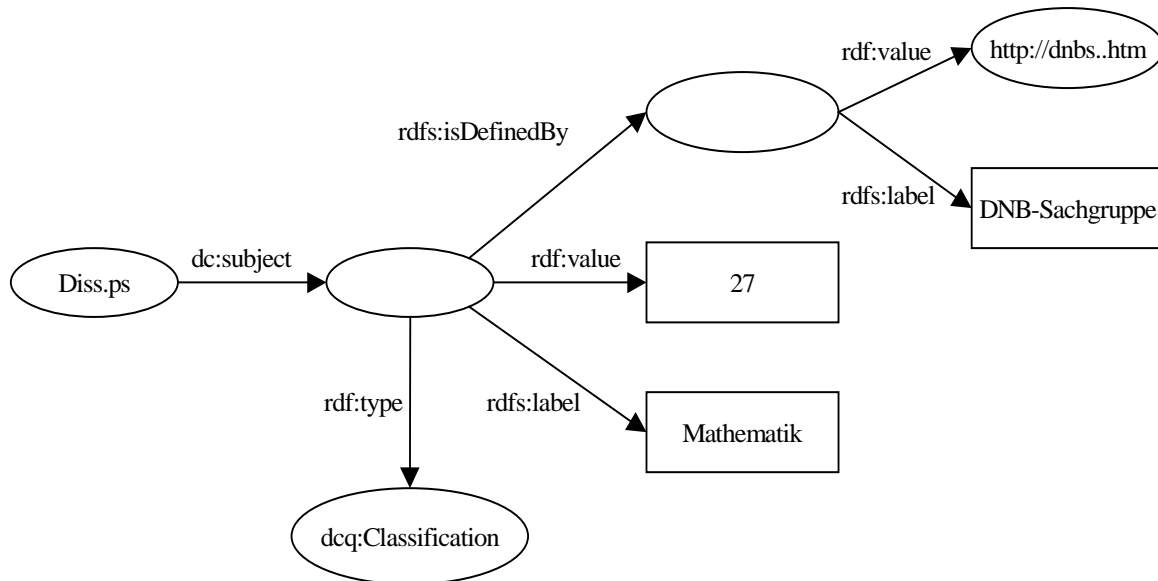 rdf:value
http://dnbs..htm
rdfs:isDefinedBy
rdfs:label
DNB-Sachgruppe
dc:subject
rdf:value
Diss.ps
27
rdf:type
rdfs:label
Mathematik
dcq:Classification